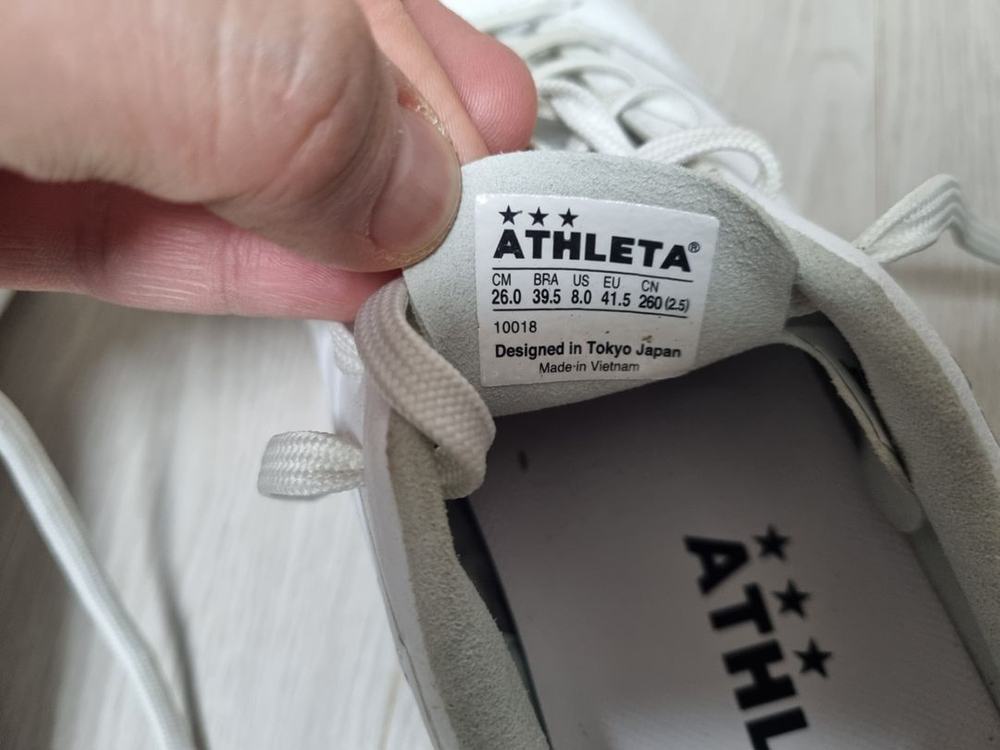 ★★★
ATHLETA®
CM BRA US EU CN
26.0 39.5 8.0 41.5 260 (2.5)
10018
Designed in Tokyo Japan
Made in Vietnam
★★★
ATHL